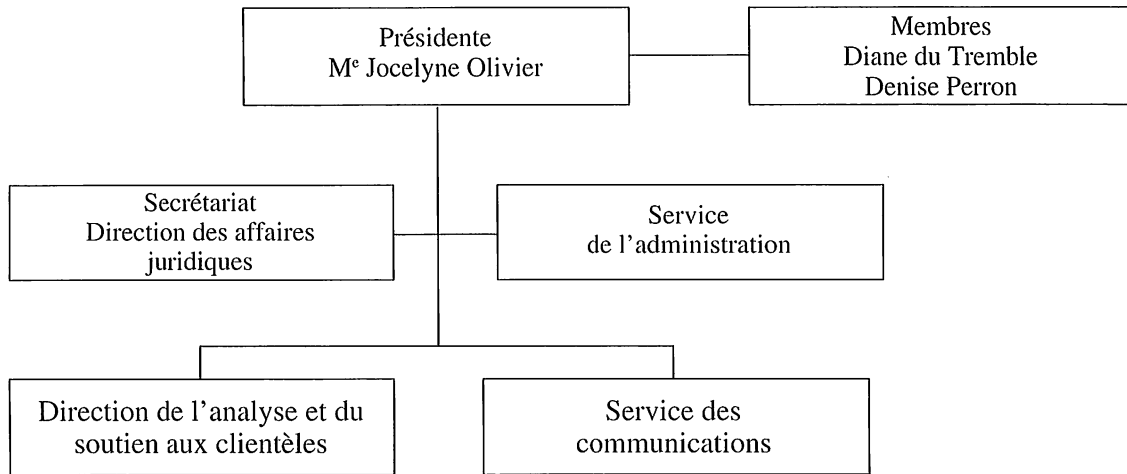 Présidente
Mᵉ Jocelyne Olivier
Membres
Diane du Tremble
Denise Perron
Secrétariat
Direction des affaires
juridiques
Service
de l'administration
Direction de l'analyse et du
soutien aux clientèles
Service des
communications